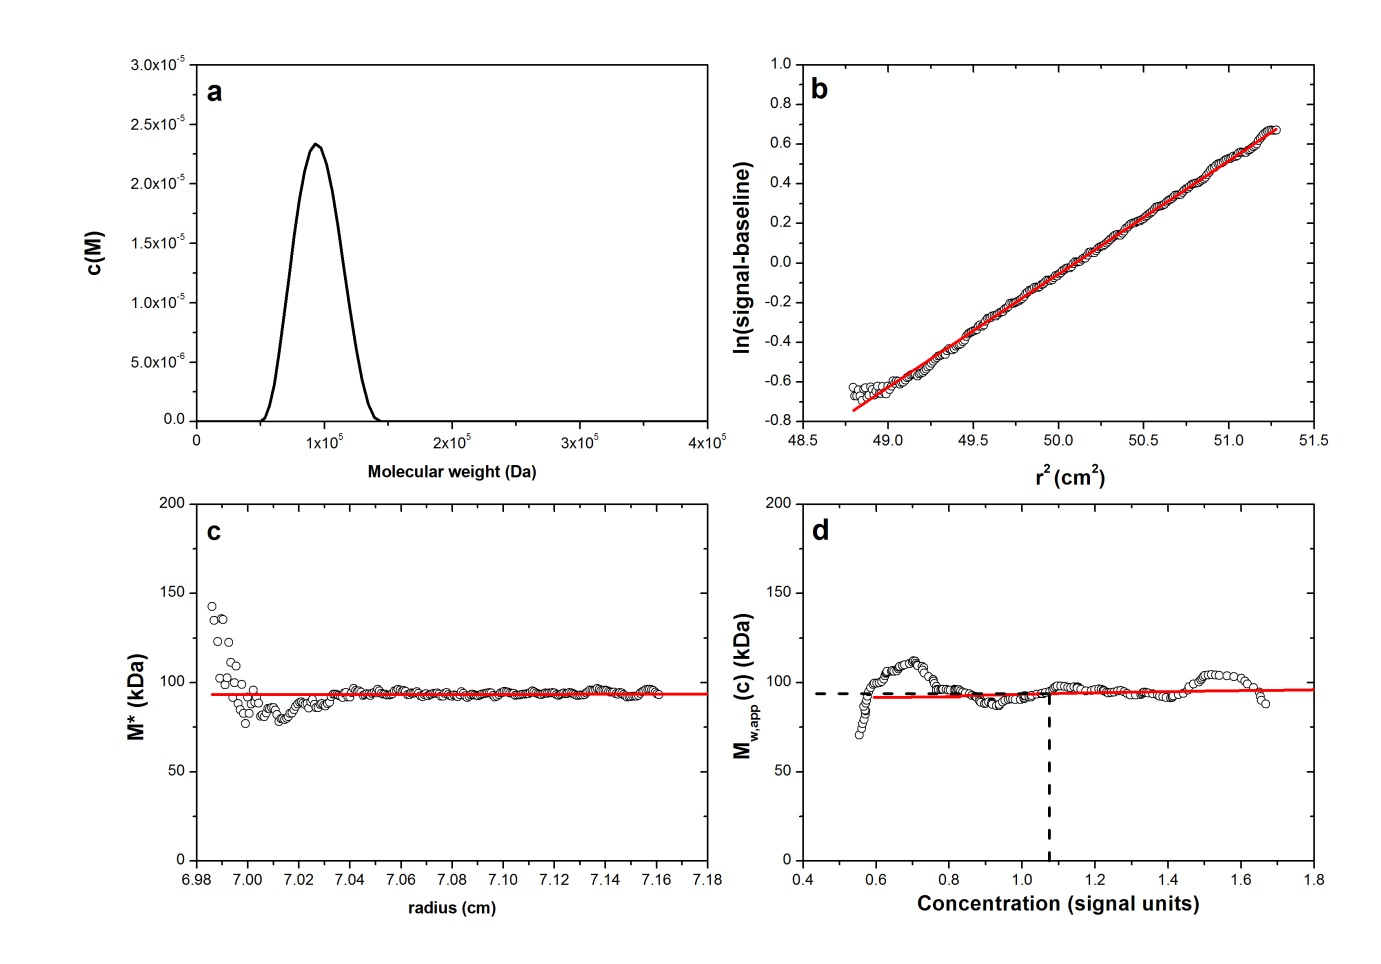 a
3.0x10⁻⁵
2.5x10⁻⁵
2.0x10⁻⁵
1.5x10⁻⁵
1.0x10⁻⁵
5.0x10⁻⁶
0.0
c(M)
0 1x10⁵ 2x10⁵ 3x10⁵ 4x10⁵
Molecular weight (Da)
b
1.0
0.8
0.6
0.4
0.2
0.0
-0.2
-0.4
-0.6
-0.8
ln(signal-baseline)
48.5 49.0 49.5 50.0 50.5 51.0 51.5
r² (cm²)
c
200
150
100
50
0
M* (kDa)
6.98 7.00 7.02 7.04 7.06 7.08 7.10 7.12 7.14 7.16 7.18
radius (cm)
d
200
150
100
50
0
Mw,app (c) (kDa)
0.4 0.6 0.8 1.0 1.2 1.4 1.6 1.8
Concentration (signal units)